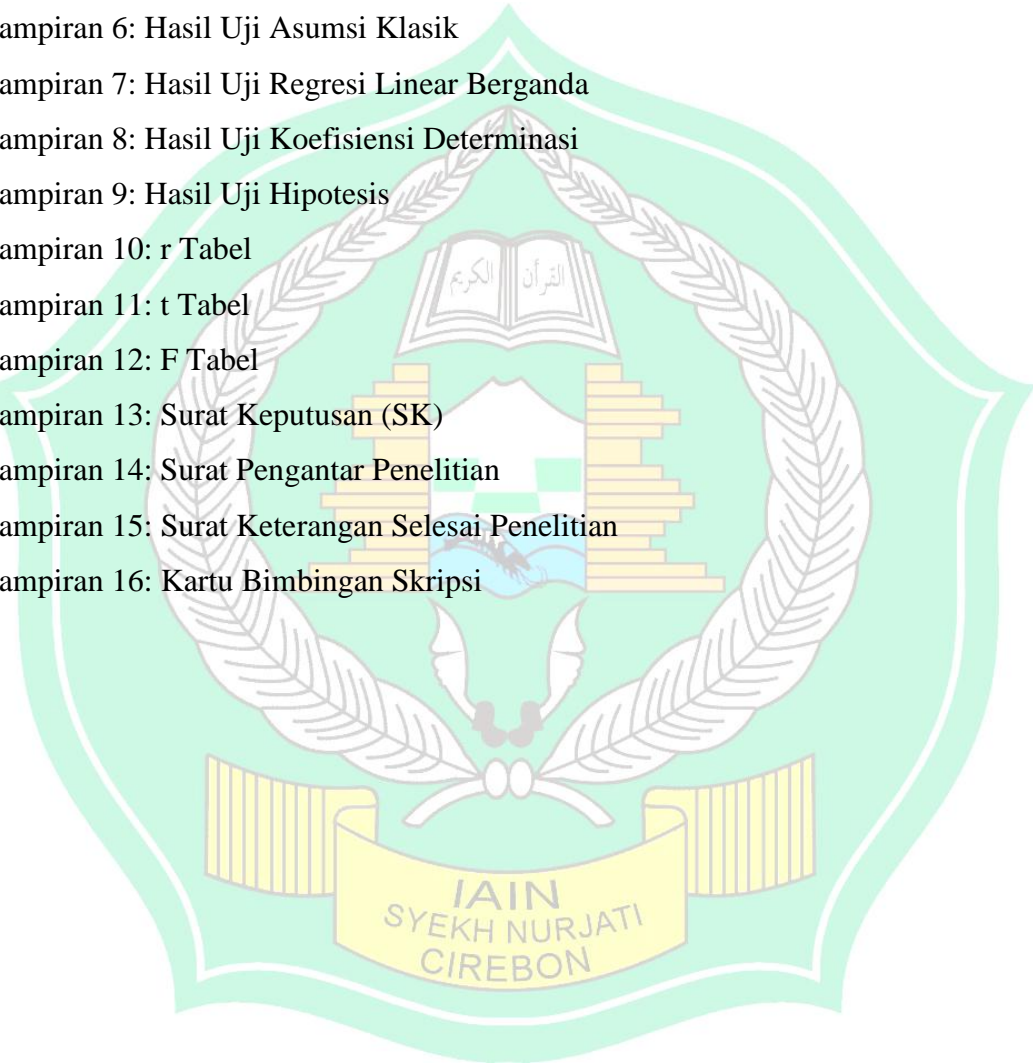 ampiran 6: Hasil Uji Asumsi Klasik
ampiran 7: Hasil Uji Regresi Linear Berganda
ampiran 8: Hasil Uji Koefisiensi Determinasi
ampiran 9: Hasil Uji Hipotesis
ampiran 10: r Tabel
ampiran 11: t Tabel
ampiran 12: F Tabel
ampiran 13: Surat Keputusan (SK)
ampiran 14: Surat Pengantar Penelitian
ampiran 15: Surat Keterangan Selesai Penelitian
ampiran 16: Kartu Bimbingan Skripsi
القرآن الكريم
IAIN
SYEKH NURJATI
CIREBON